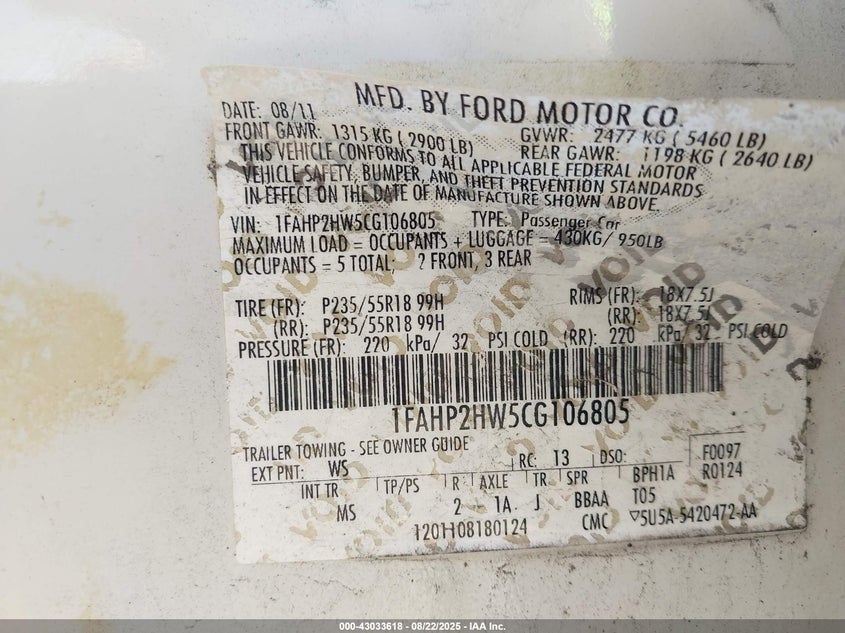 MFD. BY FORD MOTOR CO.
DATE: 08/11
GVWR: 2477 KG ( 5460 LB)
FRONT GAWR: 1315 KG ( 2900 LB)
REAR GAWR: 1198 KG ( 2640 LB)
THIS VEHICLE CONFORMS TO ALL APPLICABLE FEDERAL MOTOR
VEHICLE SAFETY, BUMPER, AND THEFT PREVENTION STANDARDS
IN EFFECT ON THE DATE OF MANUFACTURE SHOWN ABOVE.
VIN: 1FAHP2HW5CG106805 TYPE: Passenger Car
MAXIMUM LOAD = OCCUPANTS + LUGGAGE = 430KG/ 950LB
OCCUPANTS = 5 TOTAL; 2 FRONT, 3 REAR
TIRE (FR): P235/55R18 99H RIMS (FR): 18X7.5J
(RR): P235/55R18 99H (RR): 18X7.5J
PRESSURE (FR): 220 kPa/ 32 PSI COLD (RR): 220 kPa/ 32 PSI COLD
1FAHP2HW5CG106805
TRAILER TOWING - SEE OWNER GUIDE
EXT PNT: WS RC: 13 DSO: F0097
R0124
INT TR TP/PS R AXLE TR SPR BPH1A
MS 2 1A J BBAA T05
1201108180124 CMC ▽5U5A-5420472-AA
VOID VOID VOID VOID VOID VOID
000-43033618 - 08/22/2025 - IAA Inc.